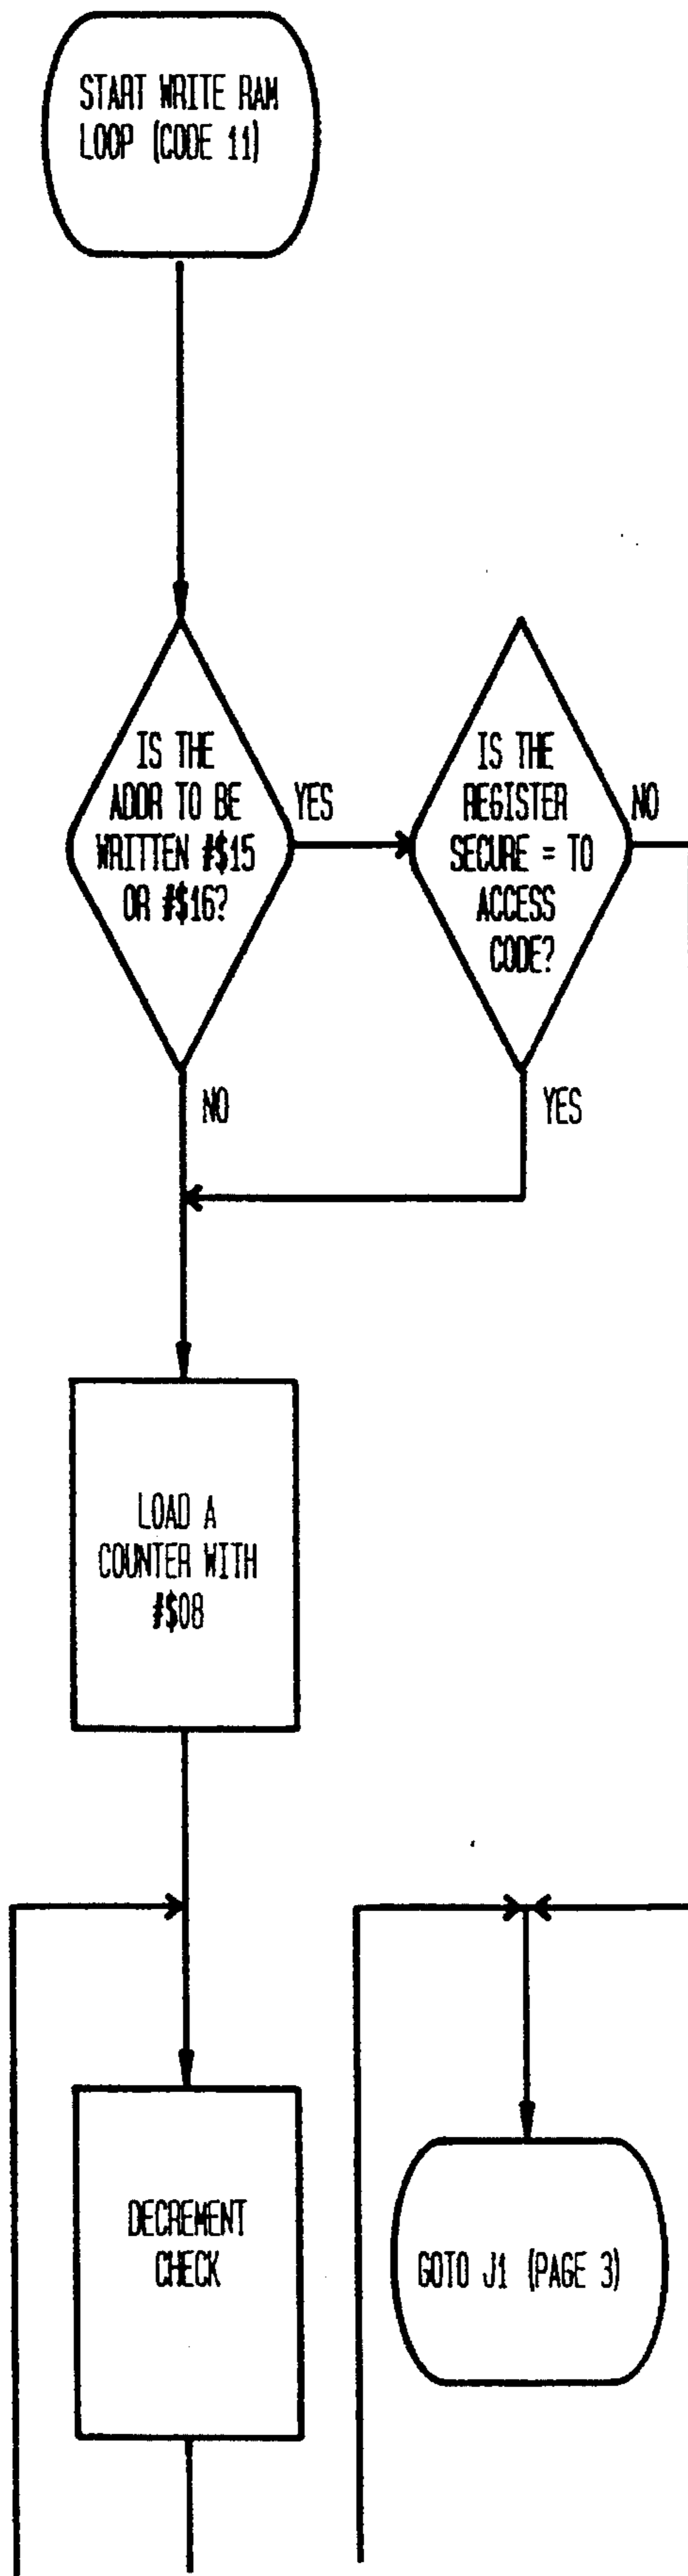 START WRITE RAM
LOOP (CODE 11)
IS THE
ADDR TO BE
WRITTEN #$15
OR #$16?
YES
IS THE
REGISTER
SECURE = TO
ACCESS
CODE?
NO
NO
YES
LOAD A
COUNTER WITH
#$08
DECREMENT
CHECK
GOTO J1 (PAGE 3)